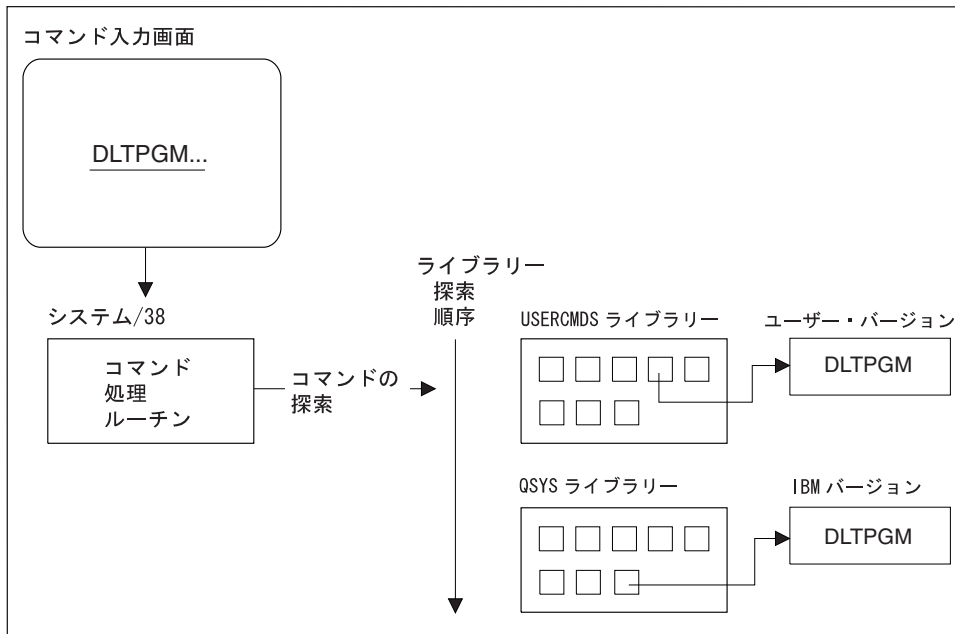 コマンド入力画面
DLTPGM...
システム/38
コマンド
処理
ルーチン
コマンドの
探索
ライブラリー
探索
順序
USERCMDS ライブラリー
ユーザー・バージョン
DLTPGM
QSYS ライブラリー
IBM バージョン
DLTPGM